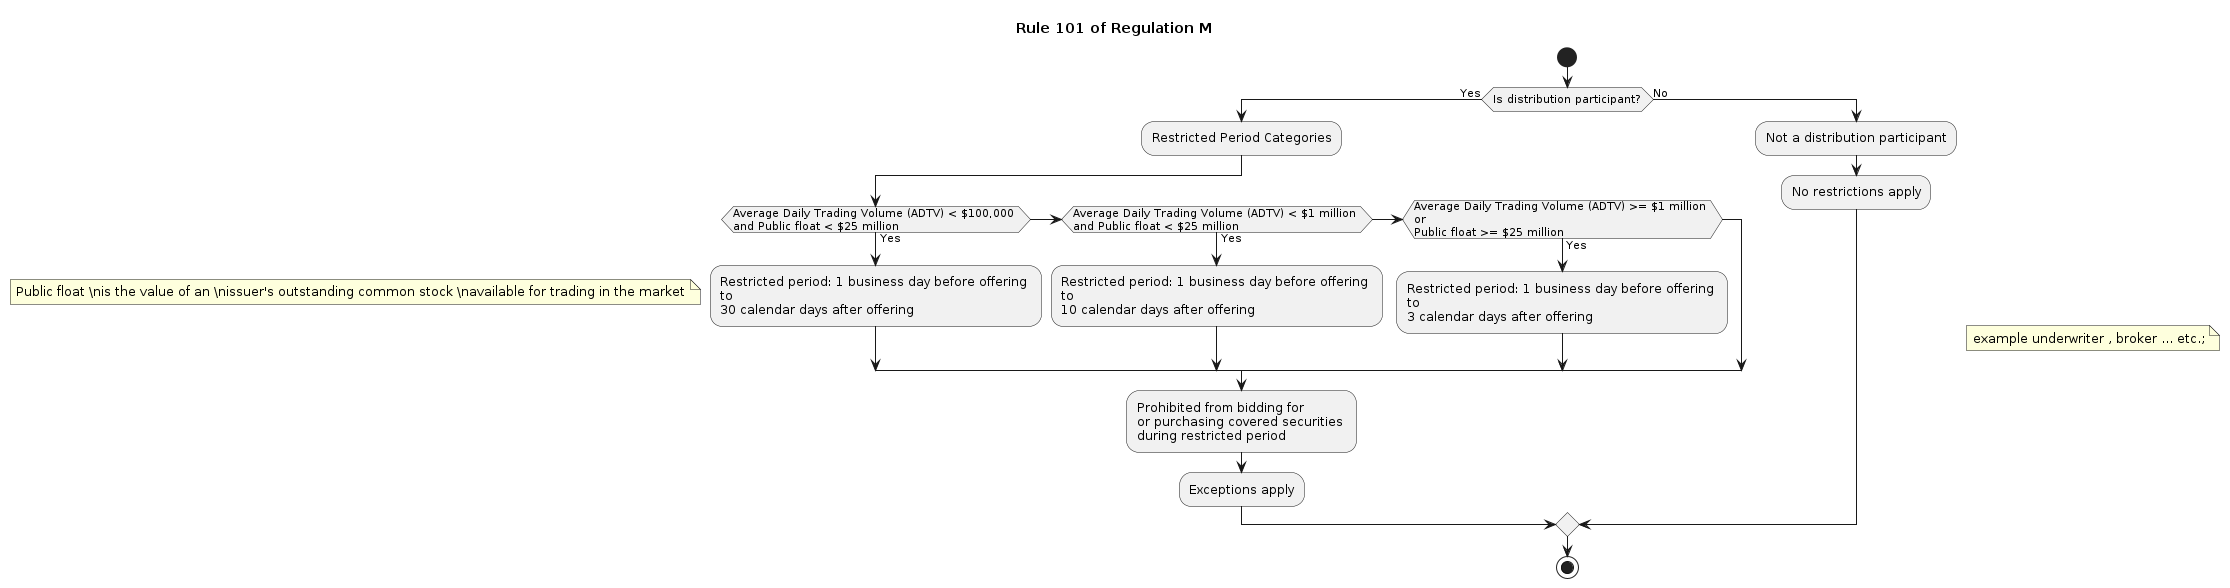 Rule 101 of Regulation M
Is distribution participant?
Yes
No
Restricted Period Categories
Not a distribution participant
No restrictions apply
Average Daily Trading Volume (ADTV) < $100,000
and Public float < $25 million
Yes
Average Daily Trading Volume (ADTV) < $1 million
and Public float < $25 million
Yes
Average Daily Trading Volume (ADTV) >= $1 million
or
Public float >= $25 million
Yes
Public float \nis the value of an \nissuer's outstanding common stock \navailable for trading in the market
Restricted period: 1 business day before offering
to
30 calendar days after offering
Restricted period: 1 business day before offering
to
10 calendar days after offering
Restricted period: 1 business day before offering
to
3 calendar days after offering
example underwriter , broker ... etc.;
Prohibited from bidding for
or purchasing covered securities
during restricted period
Exceptions apply